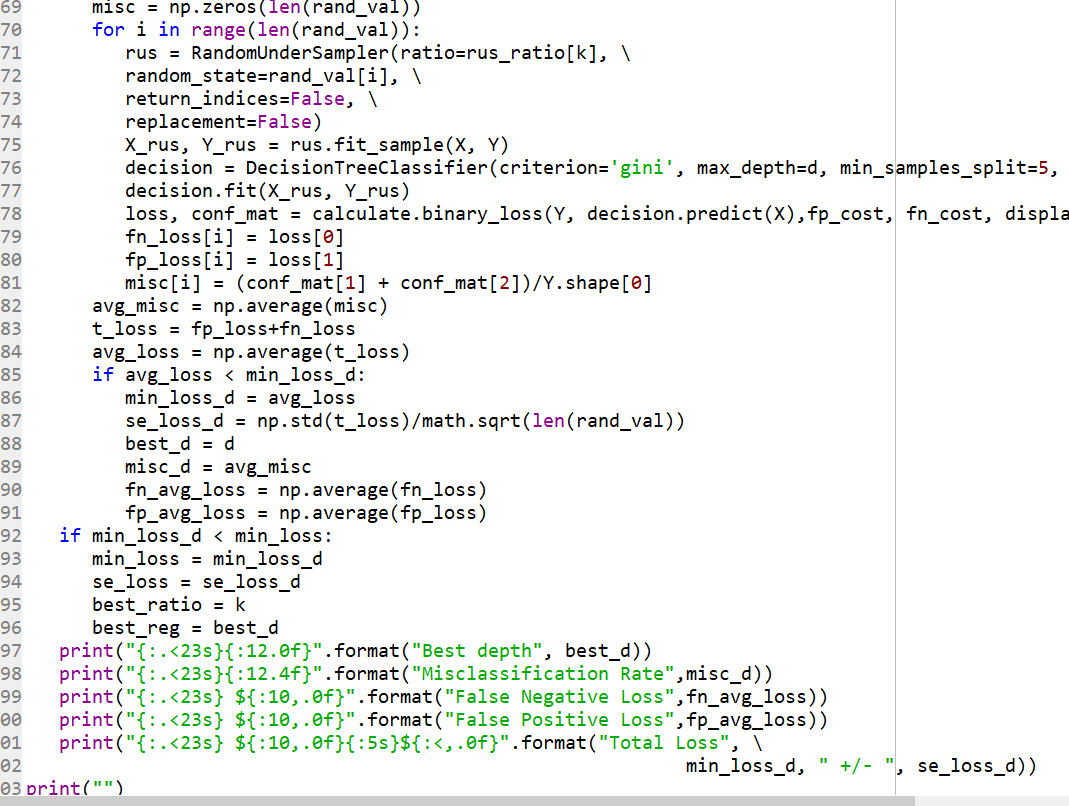 69 misc = np.zeros(len(rand_val))
70 for i in range(len(rand_val)):
71 rus = RandomUnderSampler(ratio=rus_ratio[k], \
72 random_state=rand_val[i], \
73 return_indices=False, \
74 replacement=False)
75 X_rus, Y_rus = rus.fit_sample(X, Y)
76 decision = DecisionTreeClassifier(criterion='gini', max_depth=d, min_samples_split=5,
77 decision.fit(X_rus, Y_rus)
78 loss, conf_mat = calculate.binary_loss(Y, decision.predict(X),fp_cost, fn_cost, displa
79 fn_loss[i] = loss[0]
80 fp_loss[i] = loss[1]
81 misc[i] = (conf_mat[1] + conf_mat[2])/Y.shape[0]
82 avg_misc = np.average(misc)
83 t_loss = fp_loss+fn_loss
84 avg_loss = np.average(t_loss)
85 if avg_loss < min_loss_d:
86 min_loss_d = avg_loss
87 se_loss_d = np.std(t_loss)/math.sqrt(len(rand_val))
88 best_d = d
89 misc_d = avg_misc
90 fn_avg_loss = np.average(fn_loss)
91 fp_avg_loss = np.average(fp_loss)
92 if min_loss_d < min_loss:
93 min_loss = min_loss_d
94 se_loss = se_loss_d
95 best_ratio = k
96 best_reg = best_d
97 print("{:.<23s}{:12.0f}".format("Best depth", best_d))
98 print("{:.<23s}{:12.4f}".format("Misclassification Rate",misc_d))
99 print("{:.<23s} ${:10,.0f}".format("False Negative Loss",fn_avg_loss))
00 print("{:.<23s} ${:10,.0f}".format("False Positive Loss",fp_avg_loss))
01 print("{:.<23s} ${:10,.0f}{:5s}${:<,.0f}".format("Total Loss", \
02 min_loss_d, " +/- ", se_loss_d))
03 print("")